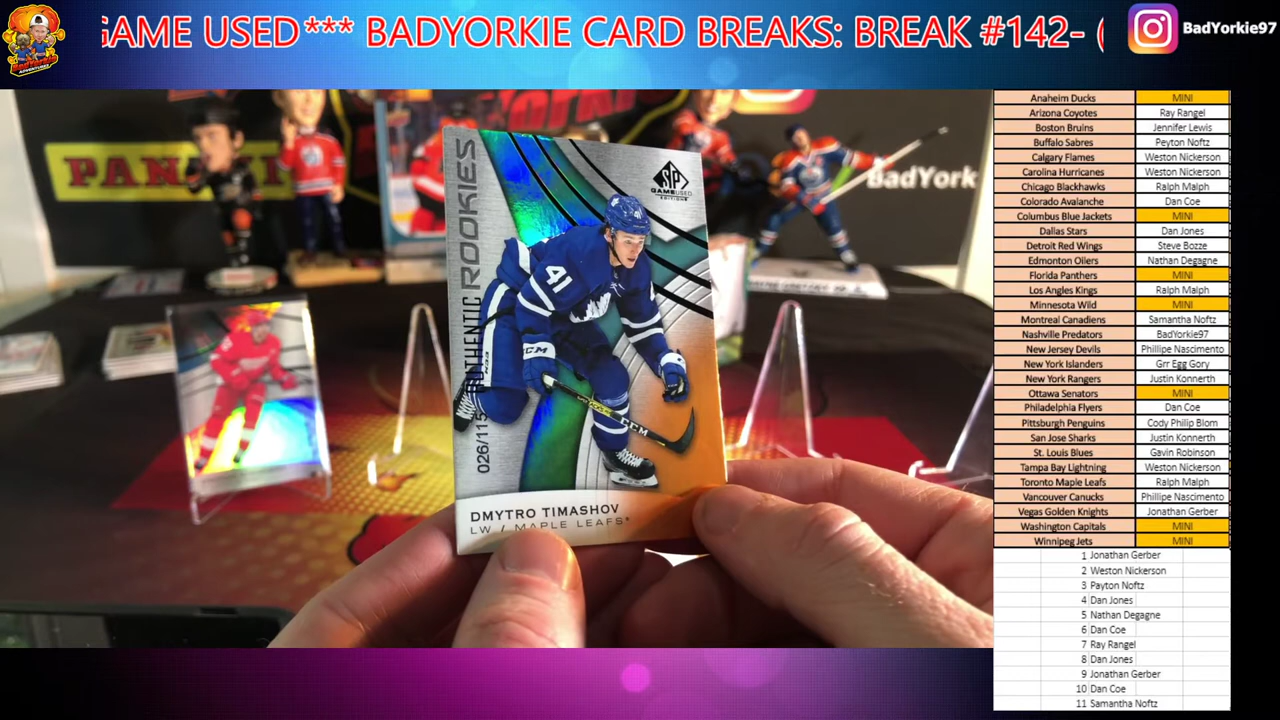 GAME USED*** BADYORKIE CARD BREAKS: BREAK #142- (
BadYorkie97
PANINI
BadYork
AUTHENTIC ROOKIES
SP
GAME USED
EDITIONS
41
CCM
CCM
026/115
DMYTRO TIMASHOV
LW / MAPLE LEAFS
Anaheim Ducks MINI
Arizona Coyotes Ray Rangel
Boston Bruins Jennifer Lewis
Buffalo Sabres Peyton Noftz
Calgary Flames Weston Nickerson
Carolina Hurricanes Weston Nickerson
Chicago Blackhawks Ralph Malph
Colorado Avalanche Dan Coe
Columbus Blue Jackets MINI
Dallas Stars Dan Jones
Detroit Red Wings Steve Bozze
Edmonton Oilers Nathan Degagne
Florida Panthers MINI
Los Angles Kings Ralph Malph
Minnesota Wild MINI
Montreal Canadiens Samantha Noftz
Nashville Predators BadYorkie97
New Jersey Devils Phillipe Nascimento
New York Islanders Grr Egg Gory
New York Rangers Justin Konnerth
Ottawa Senators MINI
Philadelphia Flyers Dan Coe
Pittsburgh Penguins Cody Philip Blom
San Jose Sharks Justin Konnerth
St. Louis Blues Gavin Robinson
Tampa Bay Lightning Weston Nickerson
Toronto Maple Leafs Ralph Malph
Vancouver Canucks Phillipe Nascimento
Vegas Golden Knights Jonathan Gerber
Washington Capitals MINI
Winnipeg Jets MINI
1 Jonathan Gerber
2 Weston Nickerson
3 Payton Noftz
4 Dan Jones
5 Nathan Degagne
6 Dan Coe
7 Ray Rangel
8 Dan Jones
9 Jonathan Gerber
10 Dan Coe
11 Samantha Noftz